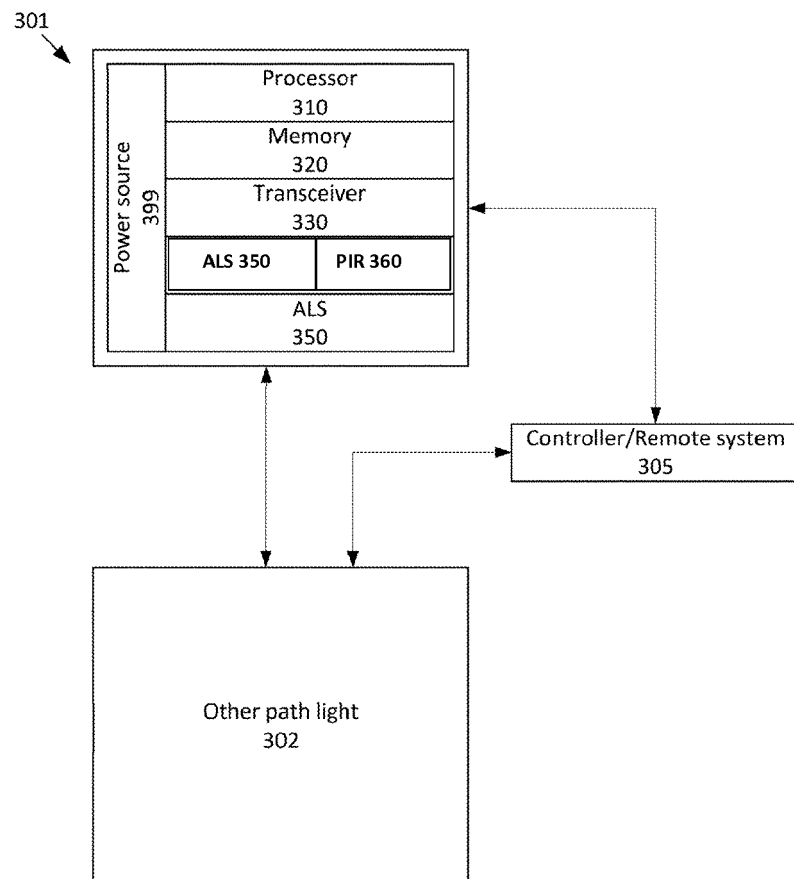 301
Processor
310
Memory
320
Transceiver
330
Power source
399
ALS 350
PIR 360
ALS
350
Controller/Remote system
305
Other path light
302